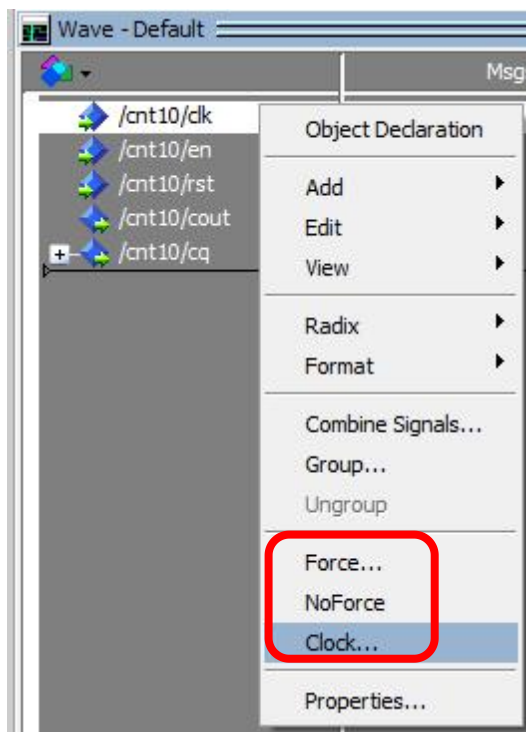 Wave - Default
Msg
/cnt10/clk
/cnt10/en
/cnt10/rst
/cnt10/cout
/cnt10/cq
Object Declaration
Add
Edit
View
Radix
Format
Combine Signals...
Group...
Ungroup
Force...
NoForce
Clock...
Properties...